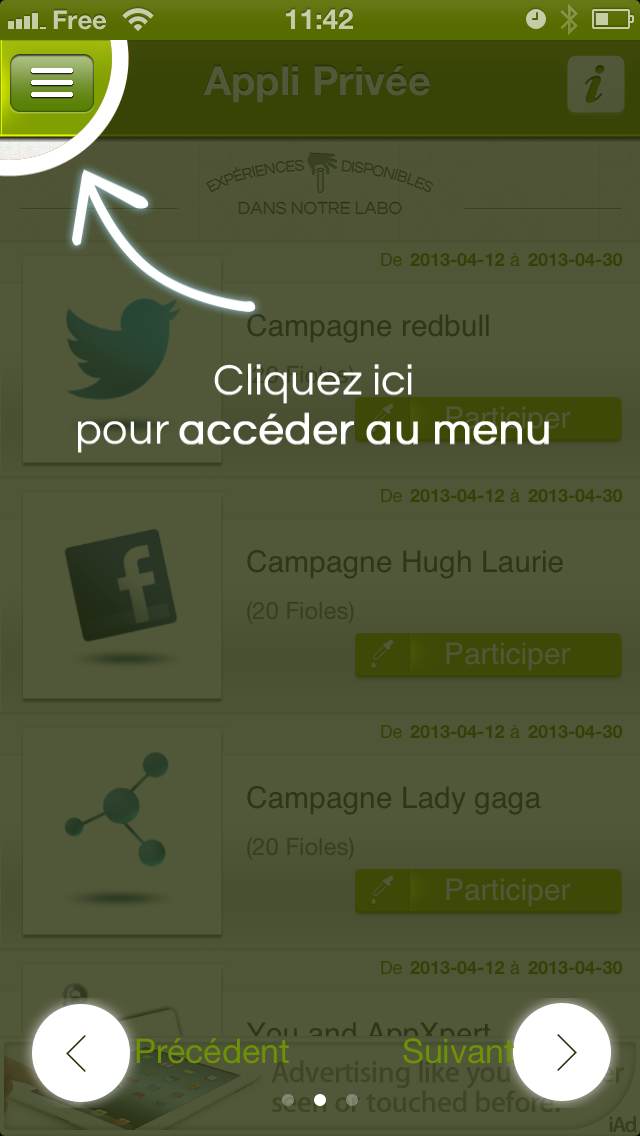 Free 11:42
Appli Privée i
EXPÉRIENCES DISPONIBLES
DANS NOTRE LABO
De 2013-04-12 à 2013-04-30
Campagne redbull
Fioles)
Cliquez ici
Participer
pour accéder au menu
De 2013-04-12 à 2013-04-30
Campagne Hugh Laurie
(20 Fioles)
Participer
De 2013-04-12 à 2013-04-30
Campagne Lady gaga
(20 Fioles)
Participer
De 2013-04-12 à 2013-04-30
You and AppXpert
Précédent Suivant
Advertising like you
seen or touched before.
iAd